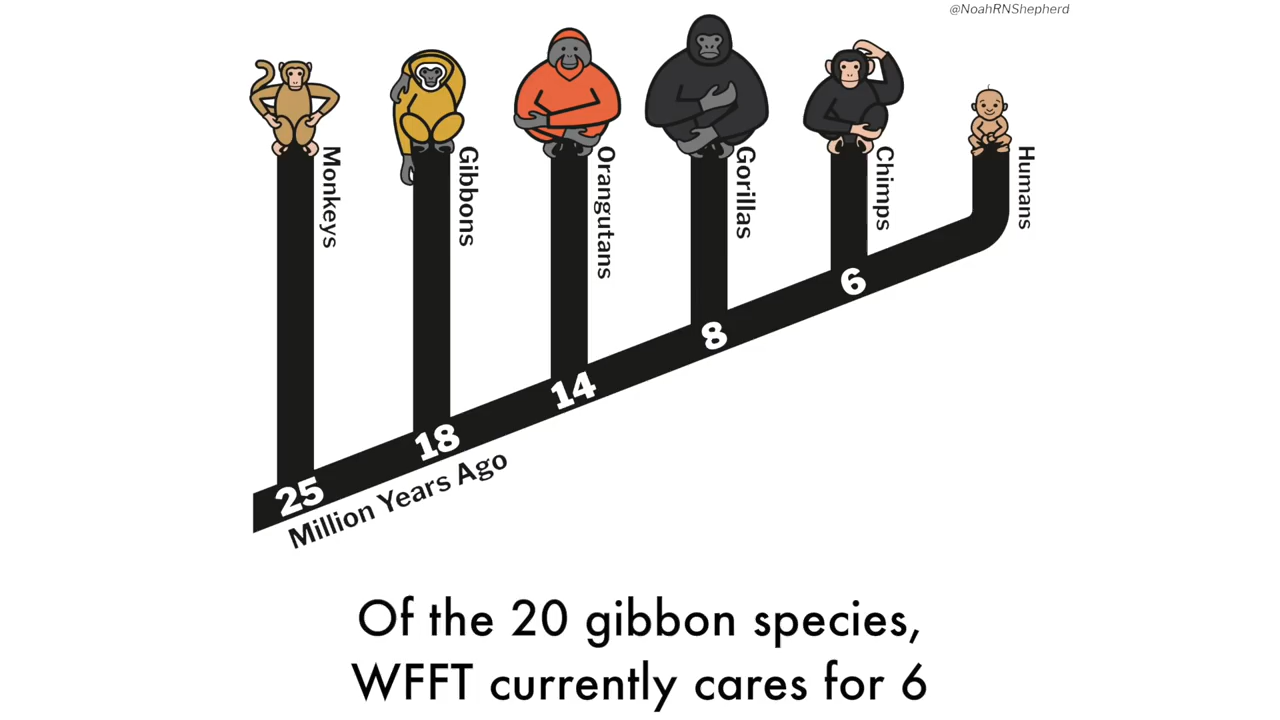 @NoahRNShepherd
Monkeys
Gibbons
Orangutans
Gorillas
Chimps
Humans
25
18
14
8
6
Million Years Ago
Of the 20 gibbon species,
WFFT currently cares for 6